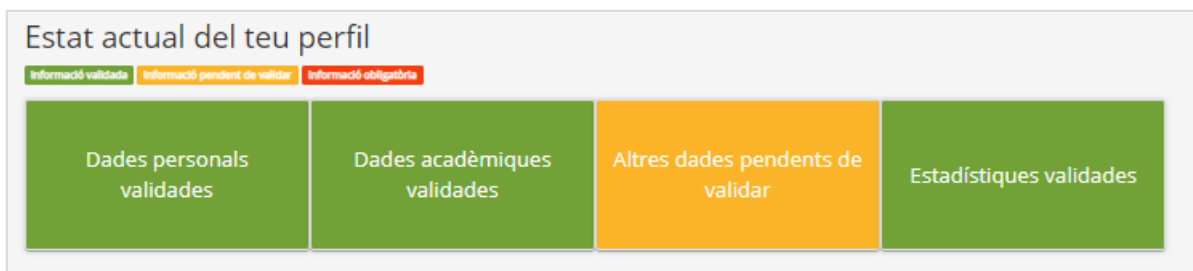 Estat actual del teu perfil
Informació validada Informació pendent de validar Informació obligatòria
Dades personals
validades
Dades acadèmiques
validades
Altres dades pendents de
validar
Estadístiques validades